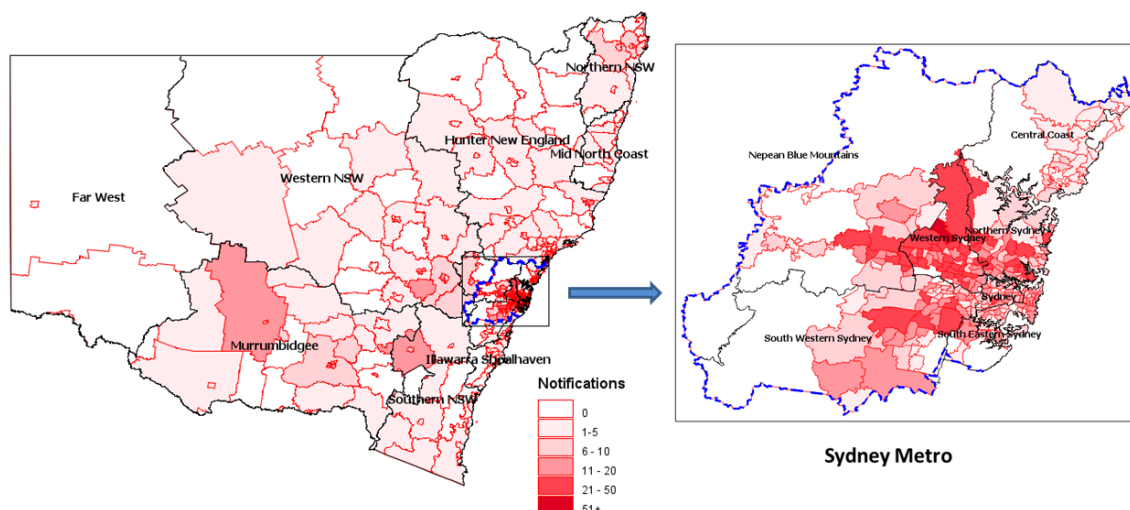 Northern NSW
Hunter New England
Mid North Coast
Western NSW
Far West
Murrumbidgee
Illawarra Shoalhaven
Southern NSW
Notifications
0
1-5
6 - 10
11 - 20
21 - 50
51+
Central Coast
Nepean Blue Mountains
Northern Sydney
Western Sydney
Sydney
South Western Sydney
South Eastern Sydney
Sydney Metro